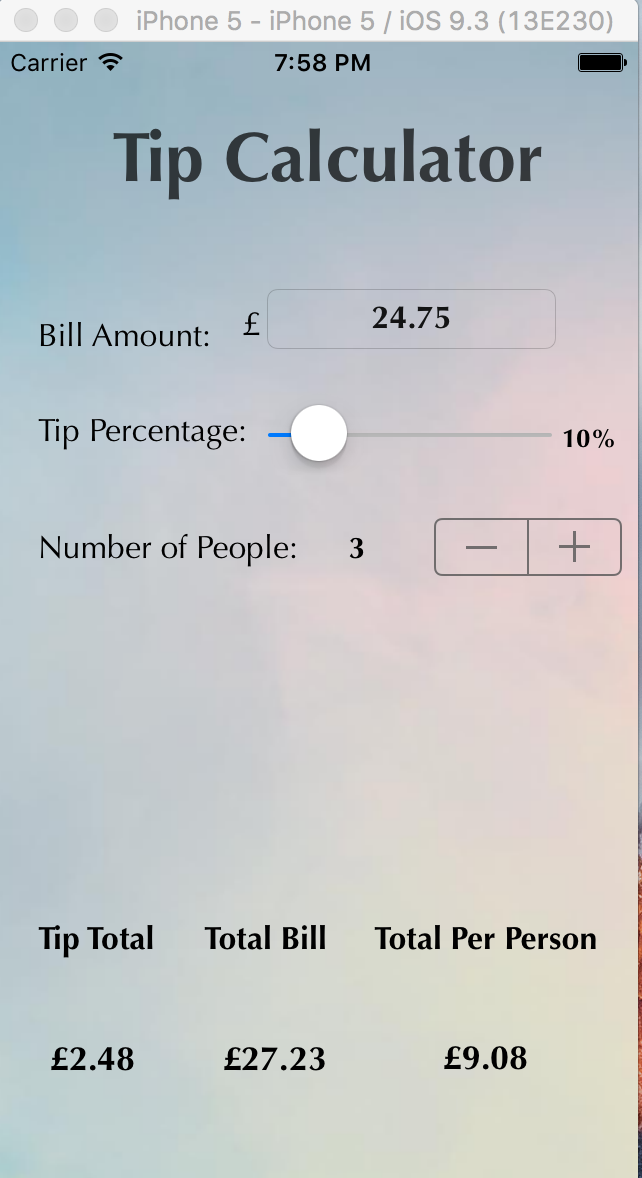 iPhone 5 - iPhone 5 / iOS 9.3 (13E230)
Carrier 7:58 PM
Tip Calculator
Bill Amount: £ 24.75
Tip Percentage: 10%
Number of People: 3
Tip Total Total Bill Total Per Person
£2.48 £27.23 £9.08